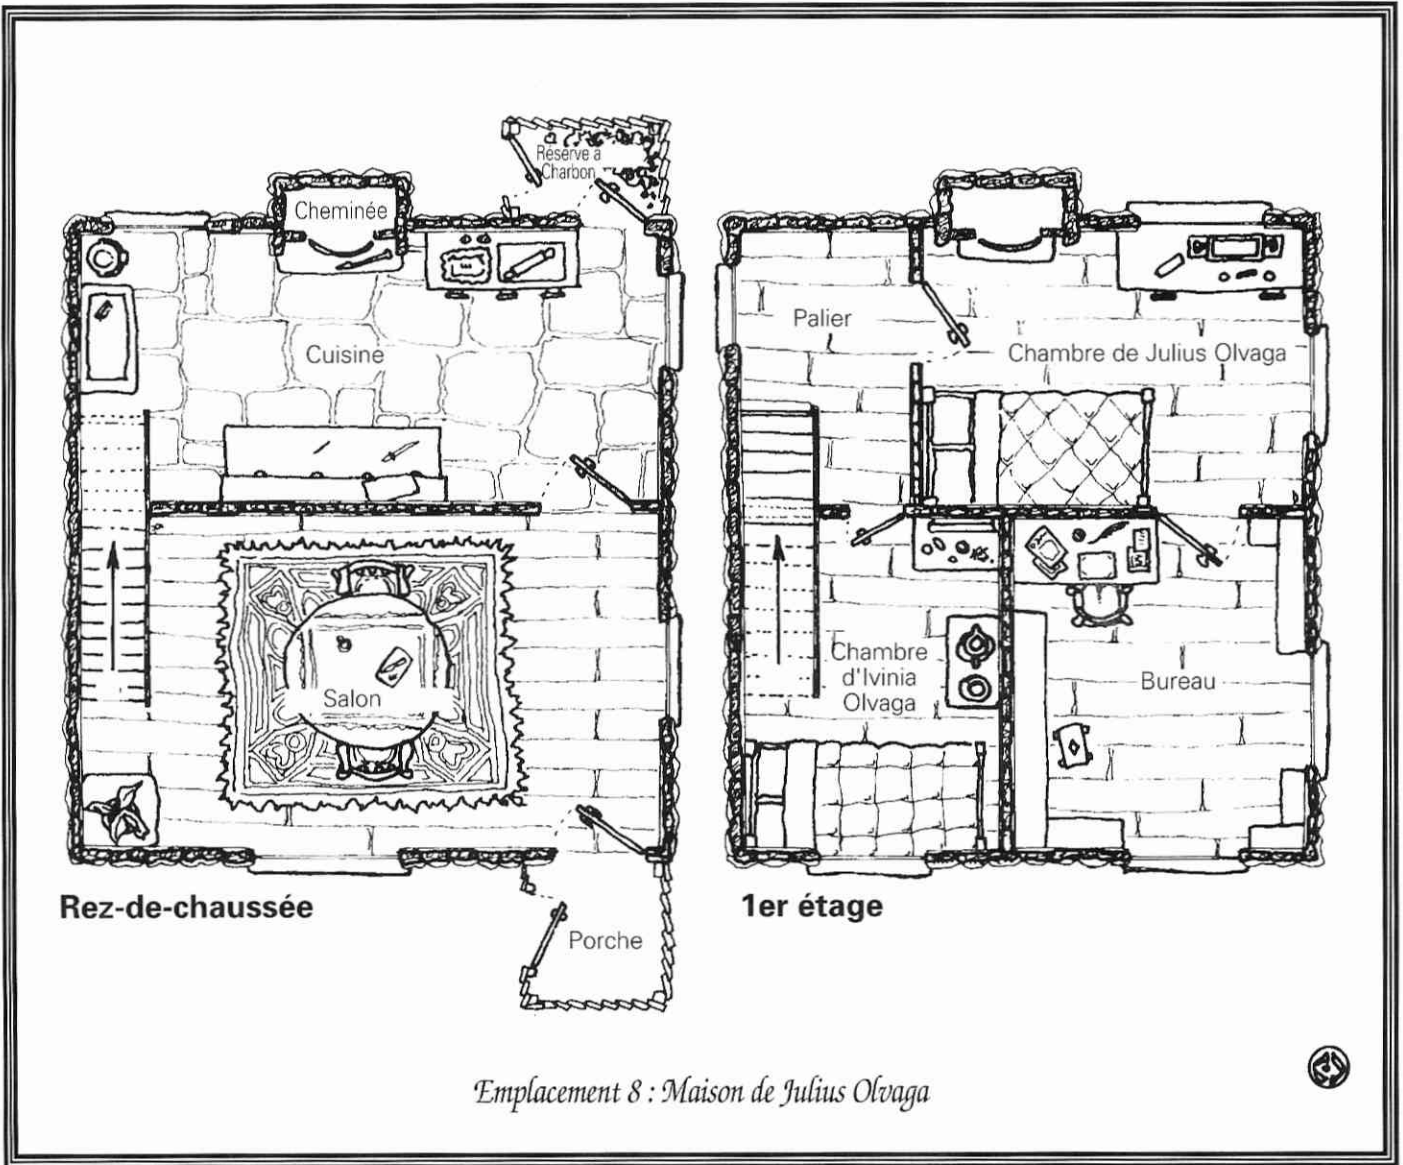 Réserve à
Charbon
Cheminée
Cuisine
Salon
Rez-de-chaussée
Porche
Palier
Chambre de Julius Olvaga
Chambre
d'Ivinia
Olvaga
Bureau
1er étage
Emplacement 8 : Maison de Julius Olvaga